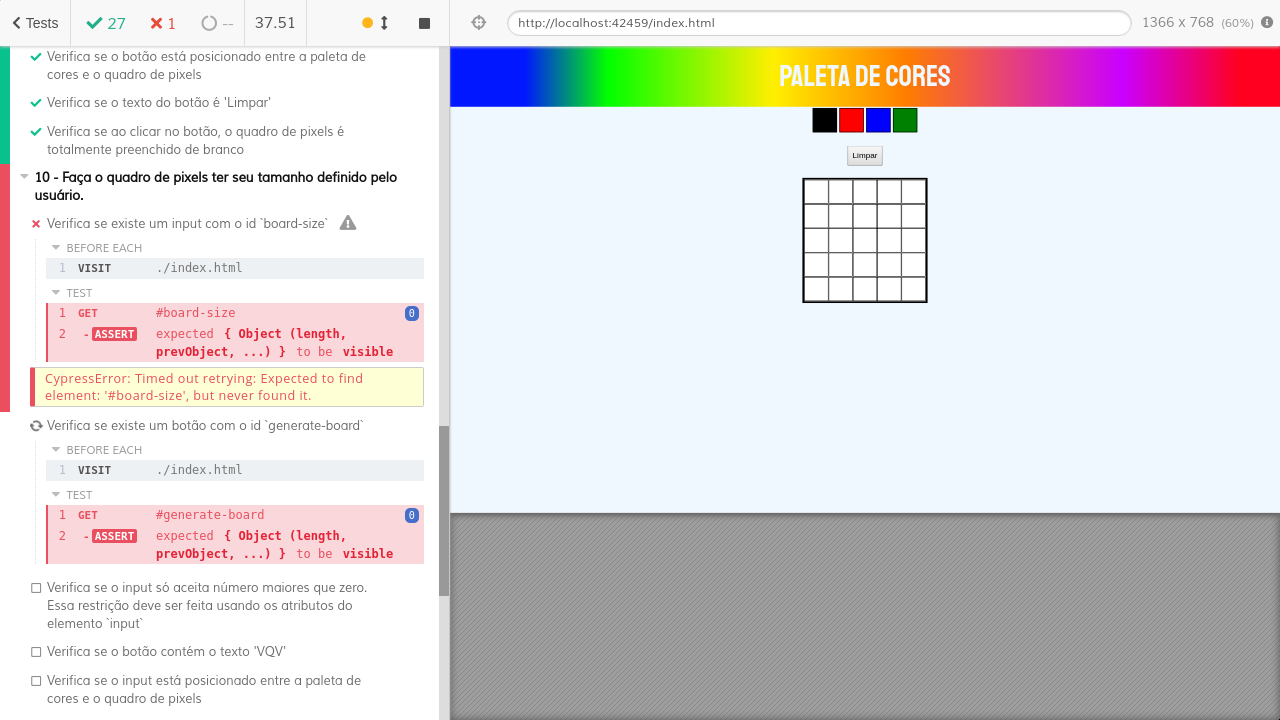 Tests
27
1
--
37.51
http://localhost:42459/index.html
1366 x 768 (60%)
Verifica se o botão está posicionado entre a paleta de
cores e o quadro de pixels
Verifica se o texto do botão é 'Limpar'
Verifica se ao clicar no botão, o quadro de pixels é
totalmente preenchido de branco
10 - Faça o quadro de pixels ter seu tamanho definido pelo
usuário.
Verifica se existe um input com o id `board-size`
BEFORE EACH
1 VISIT ./index.html
TEST
1 GET #board-size 0
2 -ASSERT expected { Object (length,
prevObject, ...) } to be visible
CypressError: Timed out retrying: Expected to find
element: '#board-size', but never found it.
Verifica se existe um botão com o id `generate-board`
BEFORE EACH
1 VISIT ./index.html
TEST
1 GET #generate-board 0
2 -ASSERT expected { Object (length,
prevObject, ...) } to be visible
Verifica se o input só aceita número maiores que zero.
Essa restrição deve ser feita usando os atributos do
elemento `input`
Verifica se o botão contém o texto 'VQV'
Verifica se o input está posicionado entre a paleta de
cores e o quadro de pixels
PALETA DE CORES
Limpar